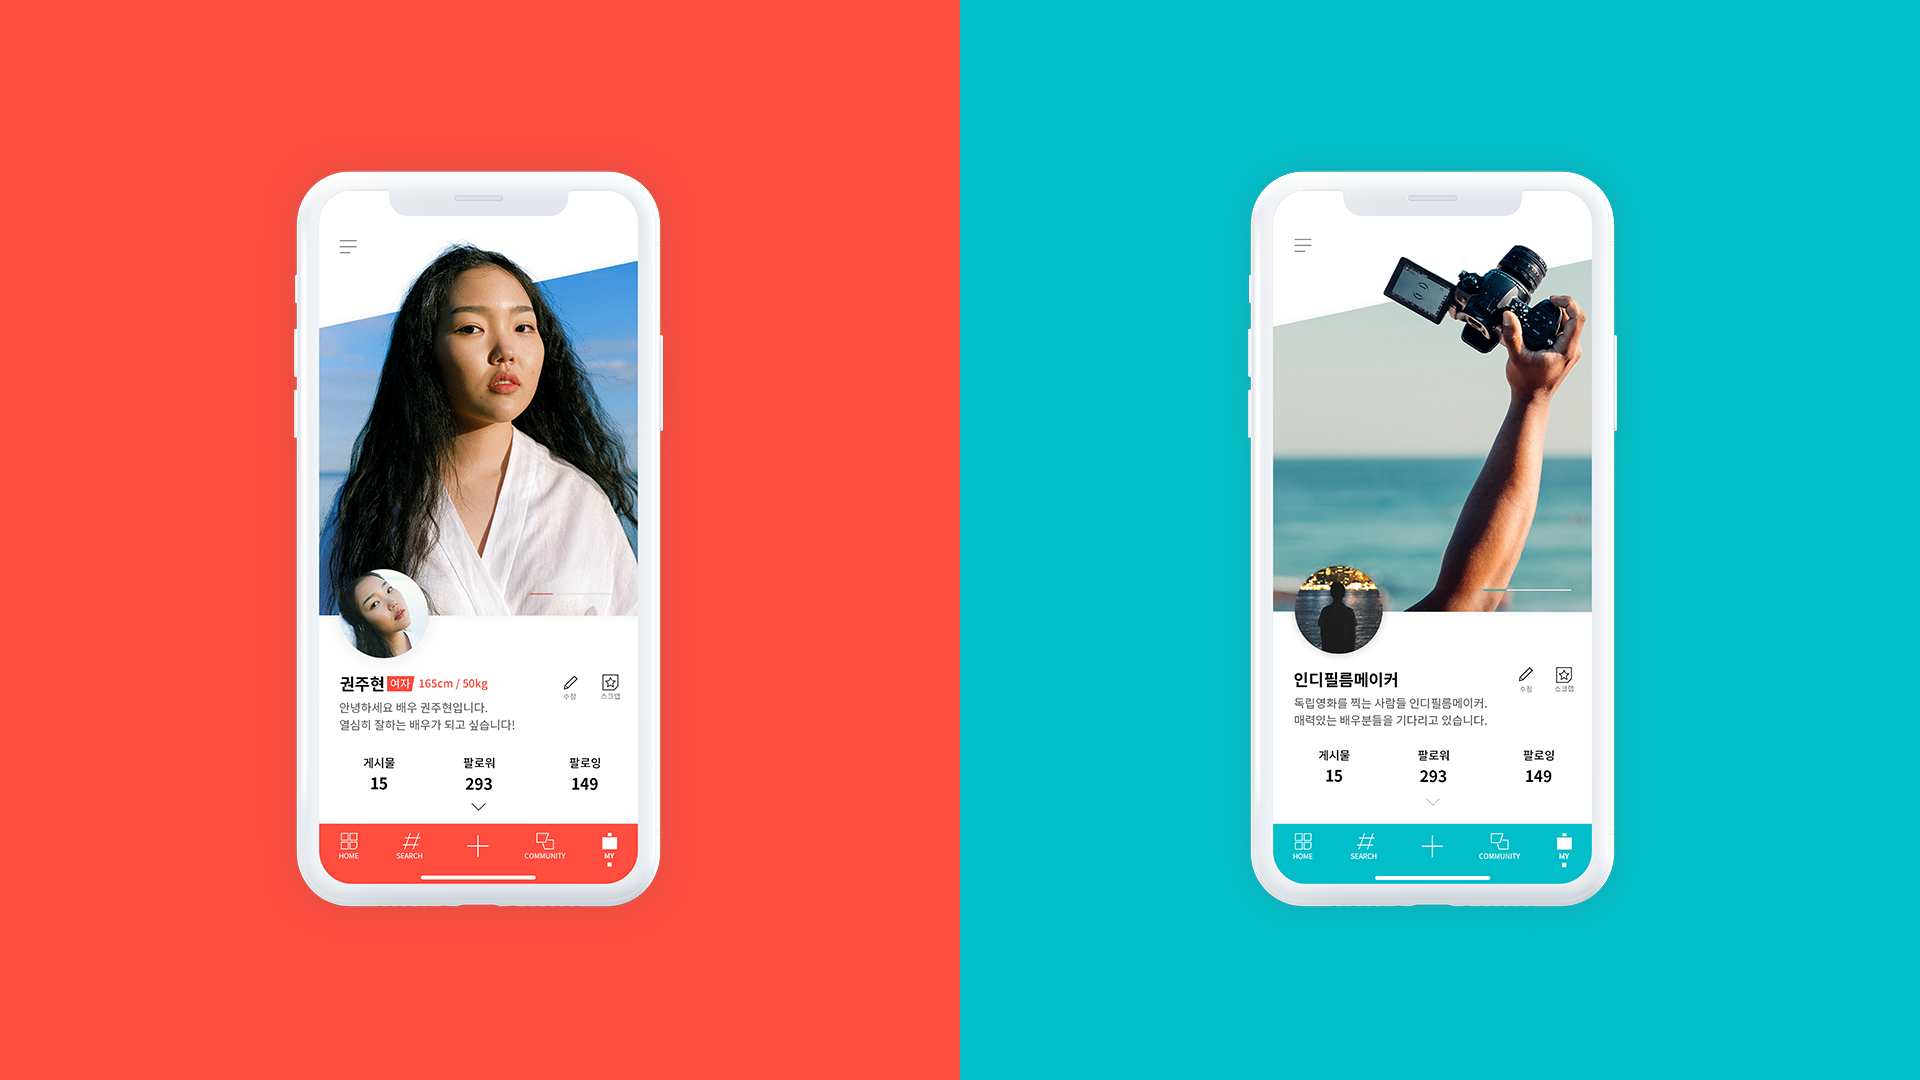 권주현 여자 165cm / 50kg
수정 스크랩
안녕하세요 배우 권주현입니다.
열심히 잘하는 배우가 되고 싶습니다!
게시물 팔로워 팔로잉
15 293 149
HOME SEARCH COMMUNITY MY
인디필름메이커
수정 스크랩
독립영화를 찍는 사람들 인디필름메이커.
매력있는 배우분들을 기다리고 있습니다.
게시물 팔로워 팔로잉
15 293 149
HOME SEARCH COMMUNITY MY